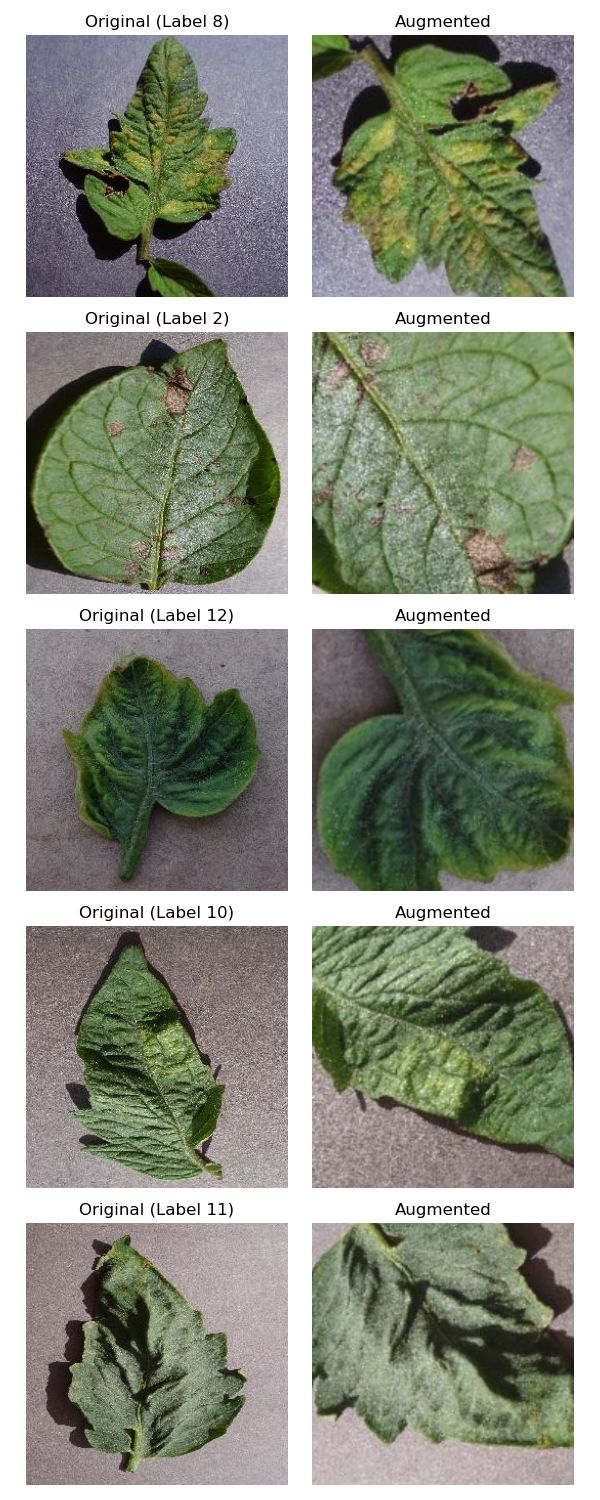 Original (Label 8) Augmented
Original (Label 2) Augmented
Original (Label 12) Augmented
Original (Label 10) Augmented
Original (Label 11) Augmented